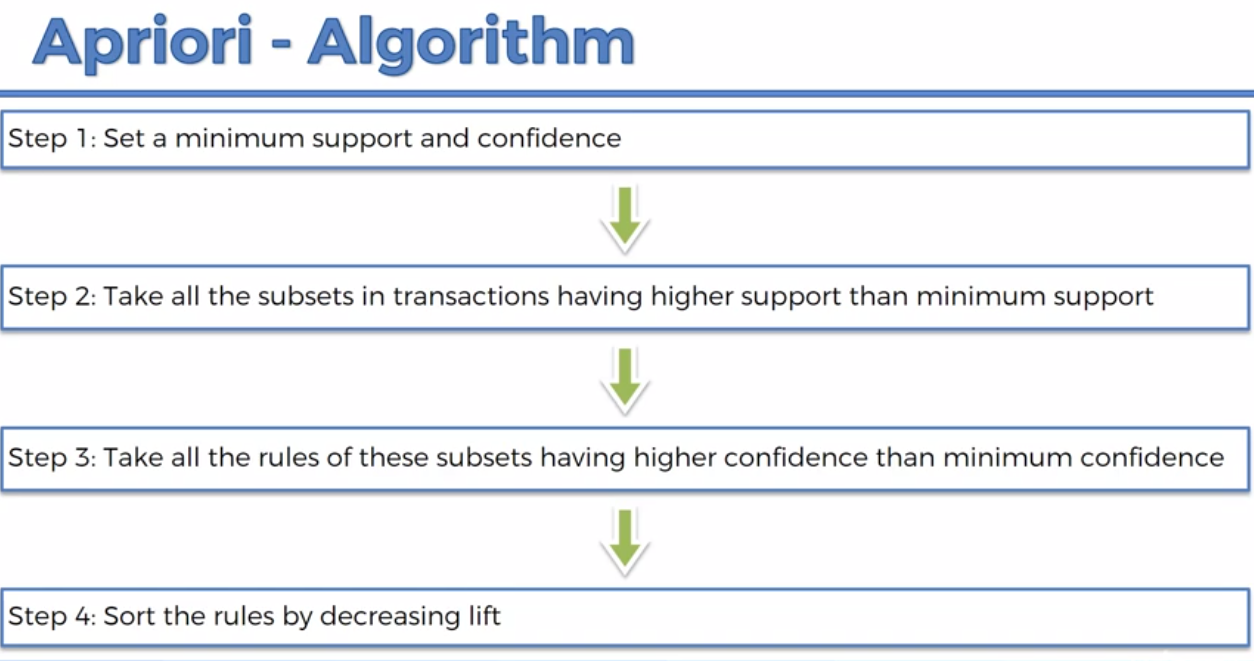 Apriori - Algorithm
Step 1: Set a minimum support and confidence
Step 2: Take all the subsets in transactions having higher support than minimum support
Step 3: Take all the rules of these subsets having higher confidence than minimum confidence
Step 4: Sort the rules by decreasing lift